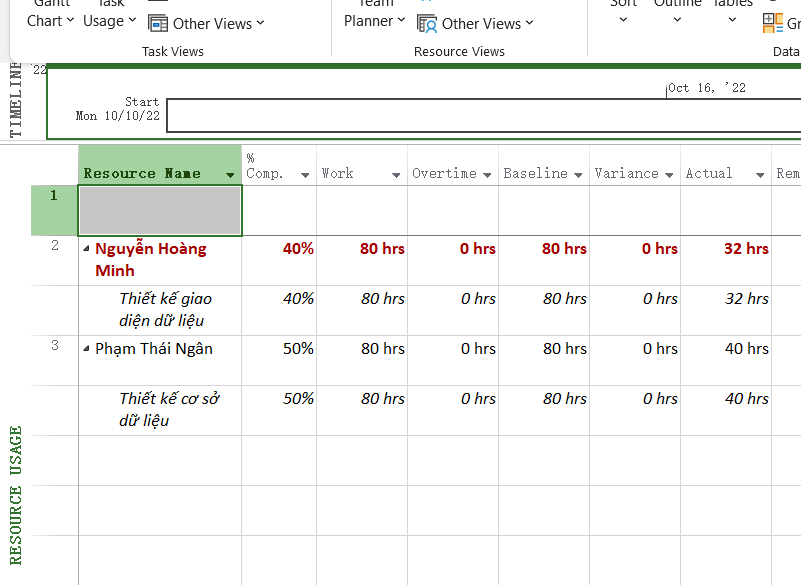 Gantt Task Team Sort Outline Tables
Chart Usage Other Views Planner Other Views Gr
Task Views Resource Views Data
TIMELINE
'22
Oct 16, '22
Start
Mon 10/10/22
RESOURCE USAGE
Resource Name % Comp. Work Overtime Baseline Variance Actual Rem
1
2 Nguyễn Hoàng 40% 80 hrs 0 hrs 80 hrs 0 hrs 32 hrs
Minh
Thiết kế giao 40% 80 hrs 0 hrs 80 hrs 0 hrs 32 hrs
diện dữ liệu
3 Phạm Thái Ngân 50% 80 hrs 0 hrs 80 hrs 0 hrs 40 hrs
Thiết kế cơ sở 50% 80 hrs 0 hrs 80 hrs 0 hrs 40 hrs
dữ liệu